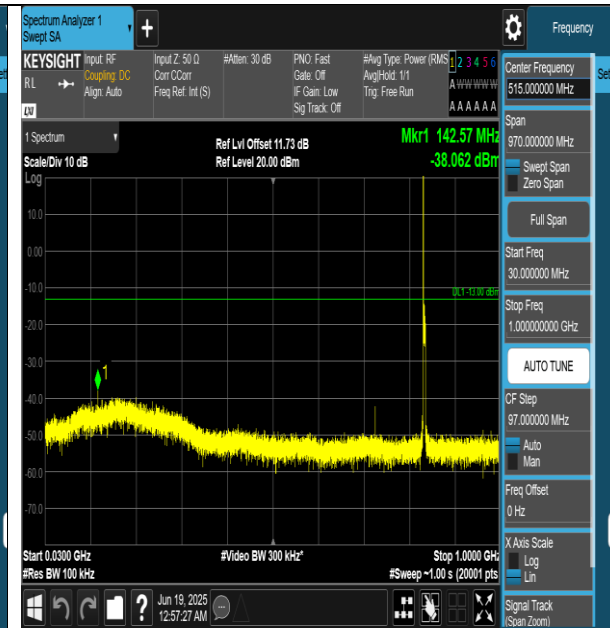 Spectrum Analyzer 1
Swept SA
+
Frequency
KEYSIGHT
RL
LXI
Input: RF
Coupling: DC
Align: Auto
Input Z: 50 Ω
Corr CCorr
Freq Ref: Int (S)
#Atten: 30 dB
PNO: Fast
Gate: Off
IF Gain: Low
Sig Track: Off
#Avg Type: Power (RMS
Avg|Hold: 1/1
Trig: Free Run
1 2 3 4 5 6
A W W W W W
A A A A A A
1 Spectrum
Scale/Div 10 dB
Log
Ref Lvl Offset 11.73 dB
Ref Level 20.00 dBm
Mkr1 142.57 MHz
-38.062 dBm
10.0
0.00
-10.0
-20.0
-30.0
-40.0
-50.0
-60.0
-70.0
DL1 -13.00 dBm
1
Start 0.0300 GHz
#Res BW 100 kHz
#Video BW 300 kHz*
Stop 1.0000 GHz
#Sweep ~1.00 s (20001 pts
Center Frequency
515.000000 MHz
Span
970.000000 MHz
Swept Span
Zero Span
Full Span
Start Freq
30.000000 MHz
Stop Freq
1.000000000 GHz
AUTO TUNE
CF Step
97.000000 MHz
Auto
Man
Freq Offset
0 Hz
X Axis Scale
Log
Lin
Signal Track
(Span Zoom)
?
Jun 19, 2025
12:57:27 AM